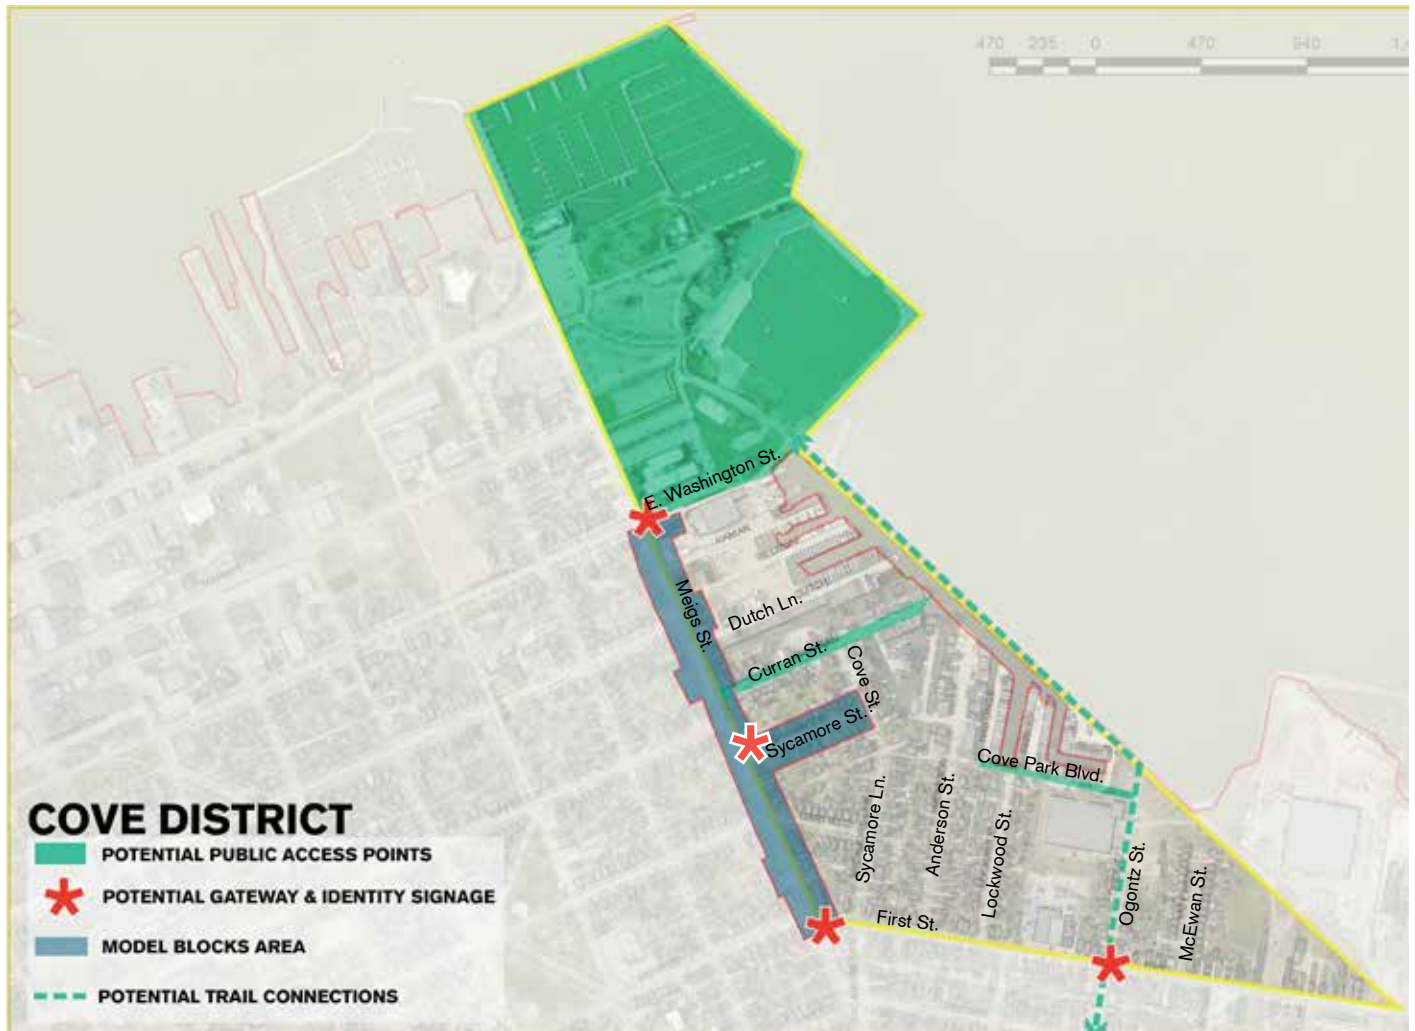 470 235 0 470 940 1,4
E. Washington St.
Meigs St.
Dutch Ln.
Curran St.
Cove St.
Sycamore St.
Cove Park Blvd.
Sycamore Ln.
Anderson St.
Lockwood St.
Ogontz St.
McEwan St.
First St.
COVE DISTRICT
POTENTIAL PUBLIC ACCESS POINTS
POTENTIAL GATEWAY & IDENTITY SIGNAGE
MODEL BLOCKS AREA
POTENTIAL TRAIL CONNECTIONS